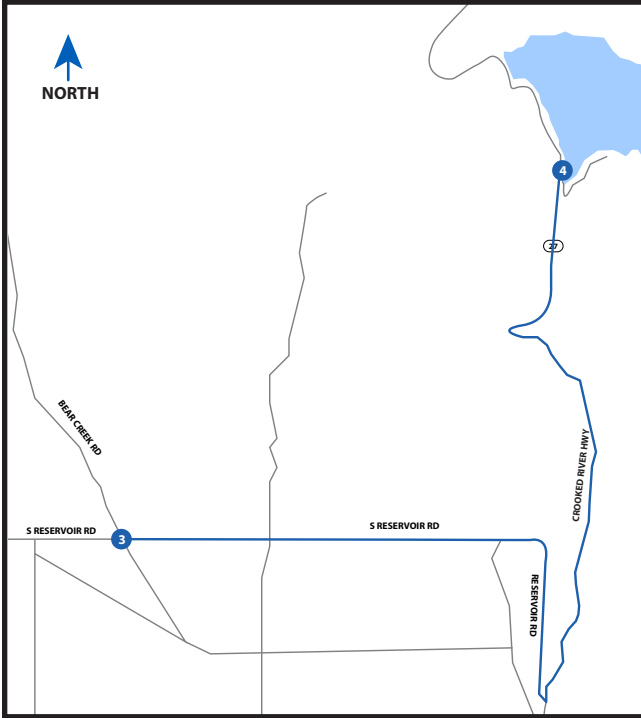 NORTH
4
27
BEAR CREEK RD
CROOKED RIVER HWY
S RESERVOIR RD
3
S RESERVOIR RD
RESERVOIR RD